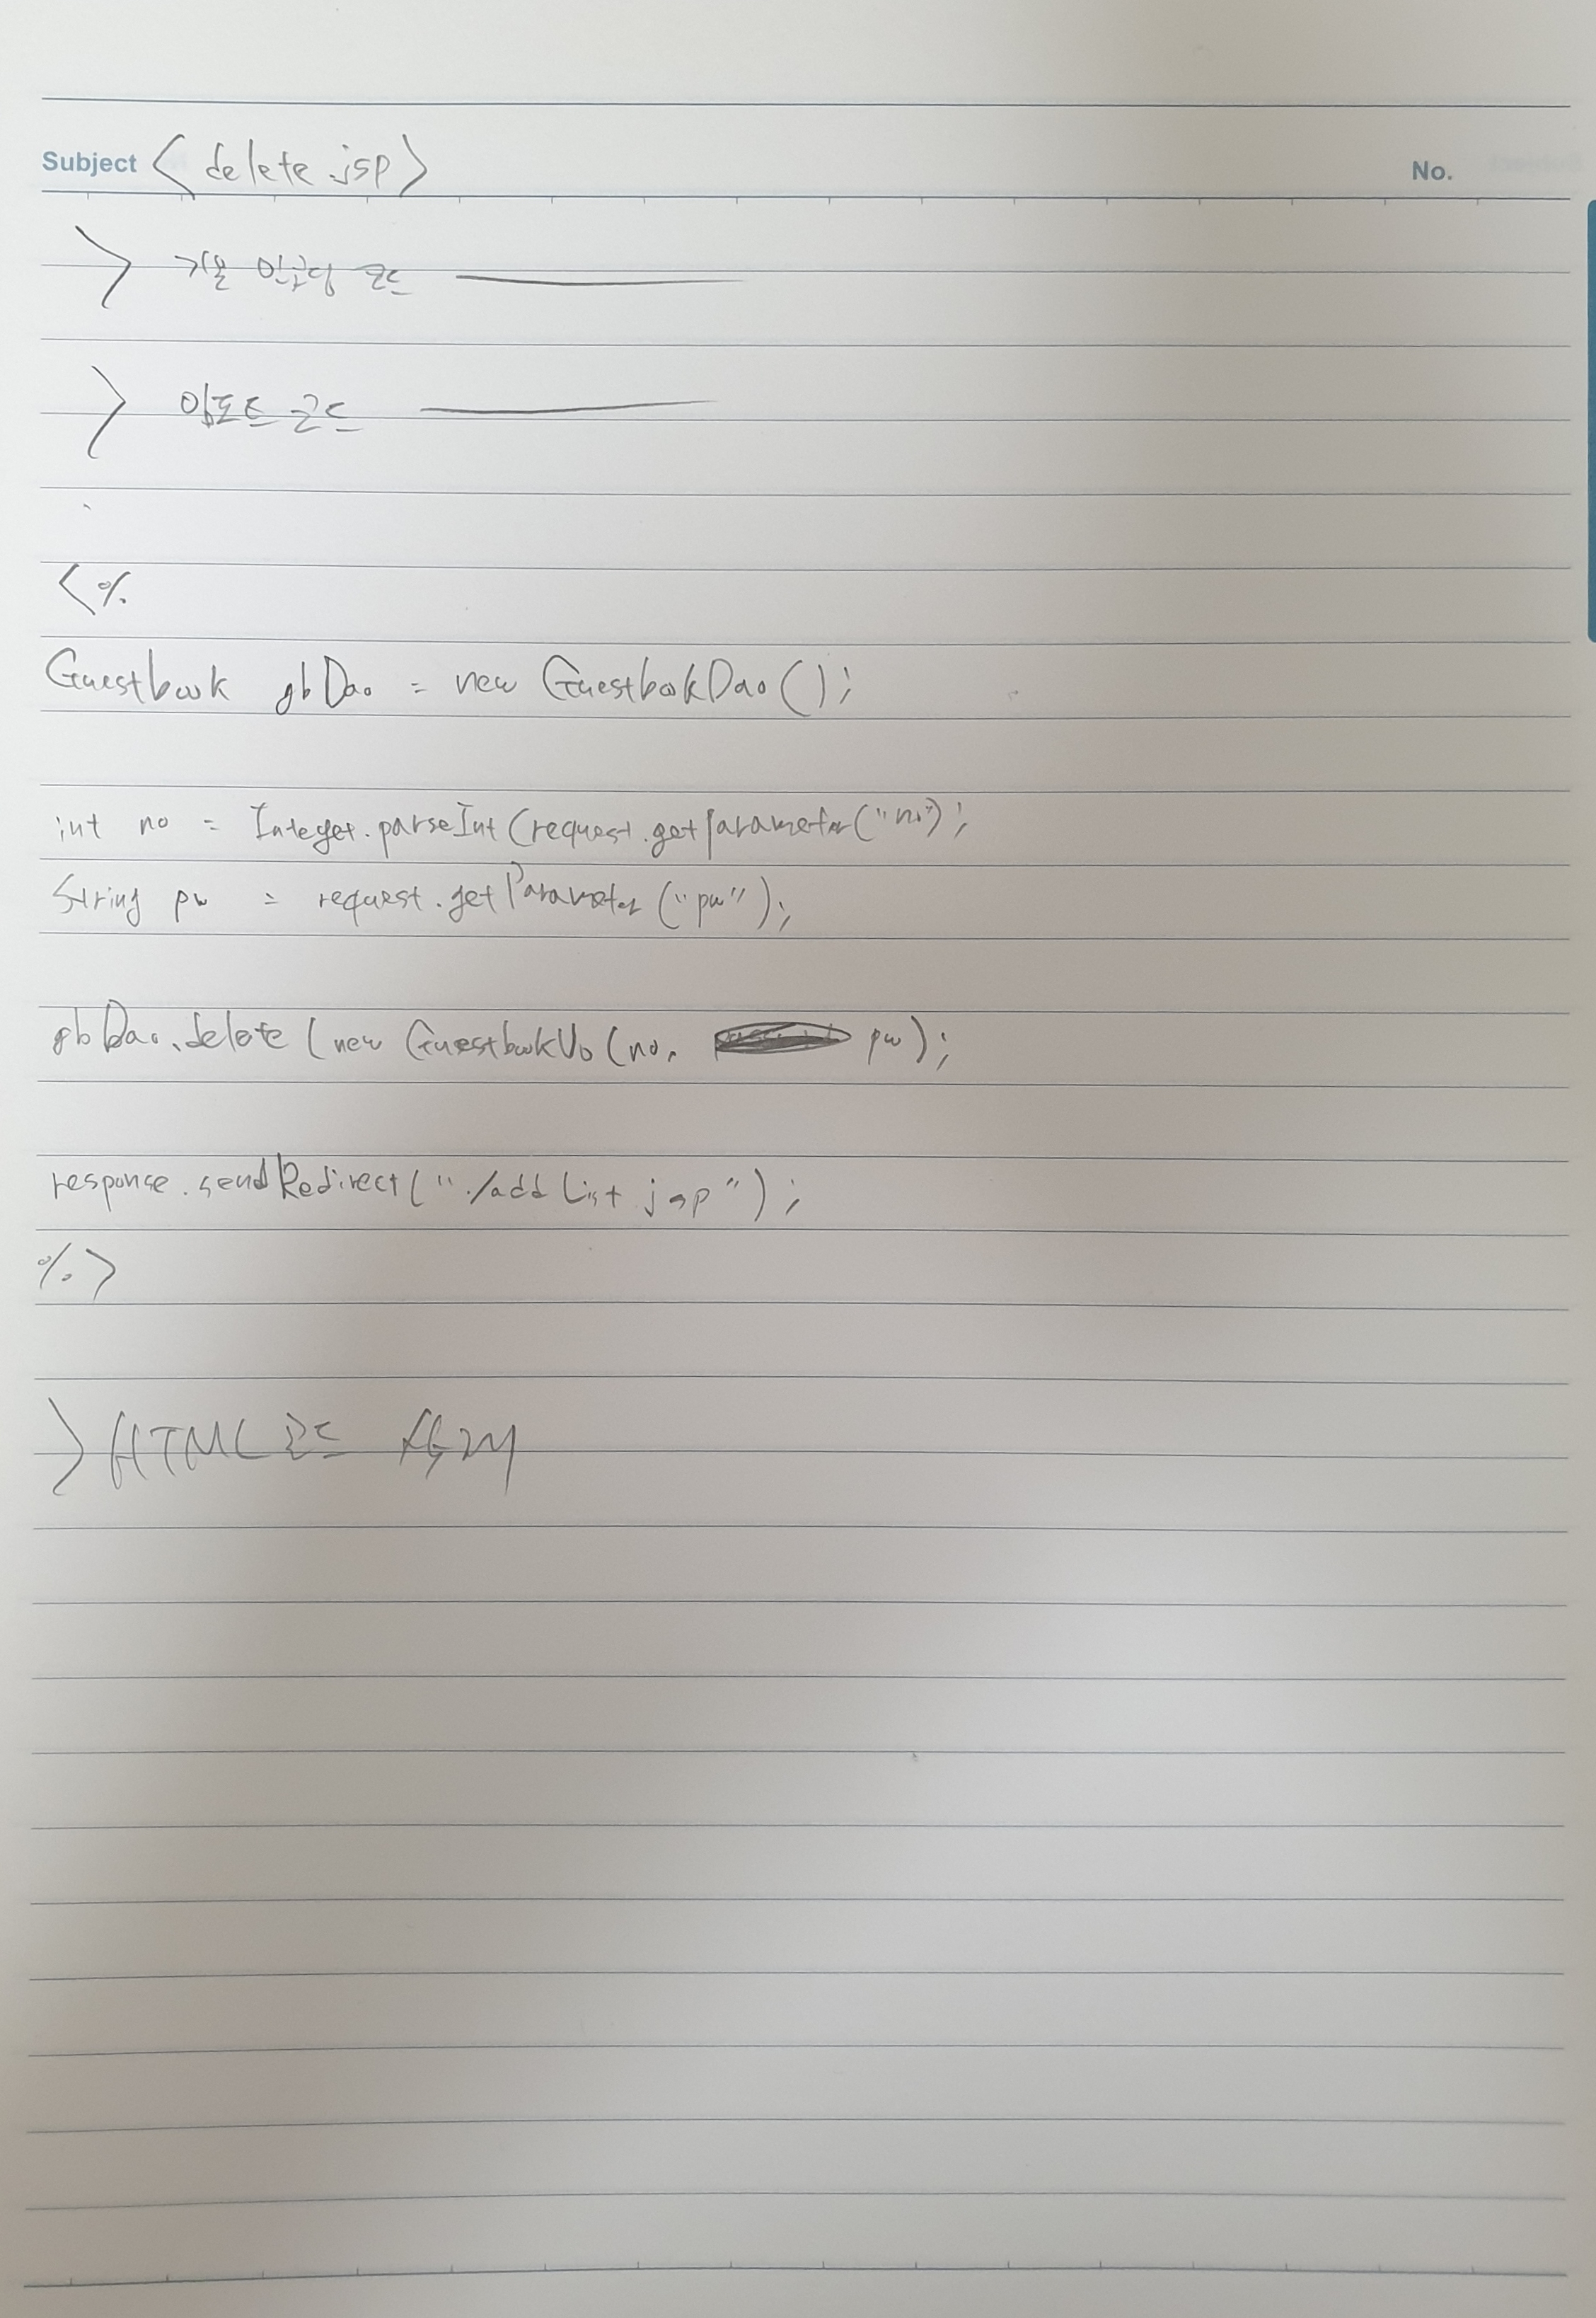 Subject <delete.jsp>
No.
> 기본 인코딩 코드
> 임포트 코드
<%
Guestbook gbDao = new GuestbookDao();
int no = Integer.parseInt(request.getParameter("no");
String pw = request.getParameter("pw");
gbDao.delete(new GuestbookVo(no, pw);
response.sendRedirect("./addList.jsp");
%>
> HTML 코드 삭제